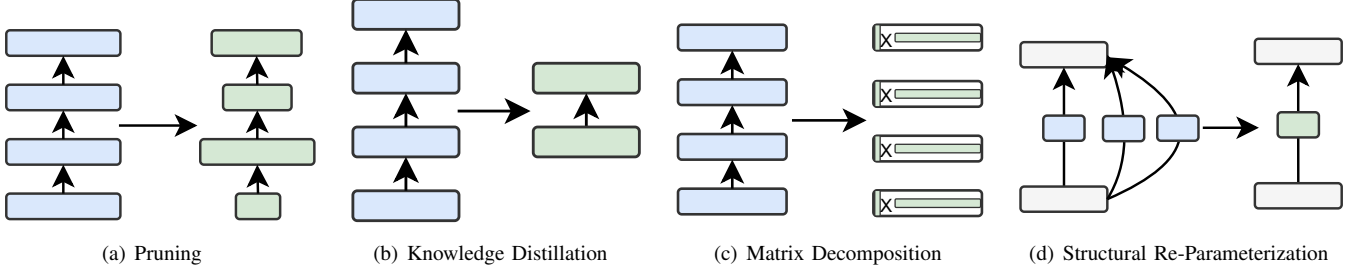 X
X
X
X
(a) Pruning
(b) Knowledge Distillation
(c) Matrix Decomposition
(d) Structural Re-Parameterization